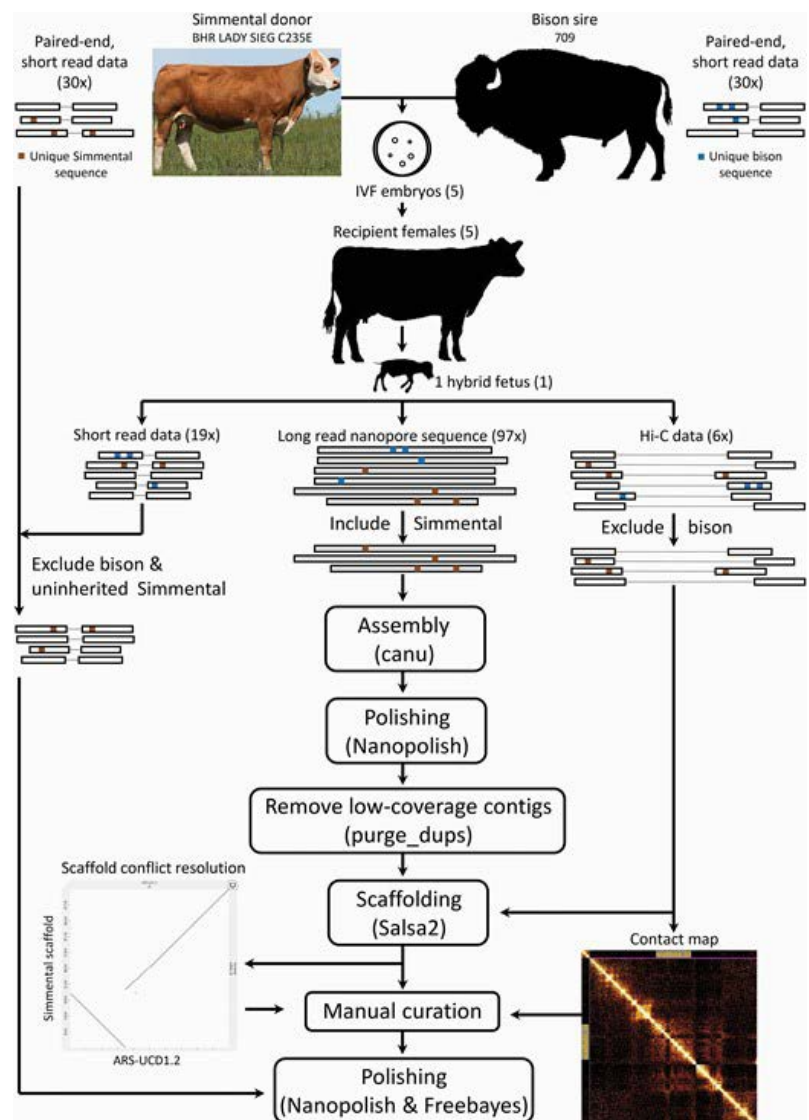 Paired-end,
short read data
(30x)
Unique Simmental
sequence
Simmental donor
BHR LADY SIEG C235E
Bison sire
709
Paired-end,
short read data
(30x)
Unique bison
sequence
IVF embryos (5)
Recipient females (5)
1 hybrid fetus (1)
Short read data (19x)
Long read nanopore sequence (97x)
Hi-C data (6x)
Include Simmental
Exclude bison
Exclude bison &
uninherited Simmental
Assembly
(canu)
Polishing
(Nanopolish)
Remove low-coverage contigs
(purge_dups)
Scaffold conflict resolution
Simmental scaffold
ARS-UCD1.2
Scaffolding
(Salsa2)
Contact map
Manual curation
Polishing
(Nanopolish & Freebayes)